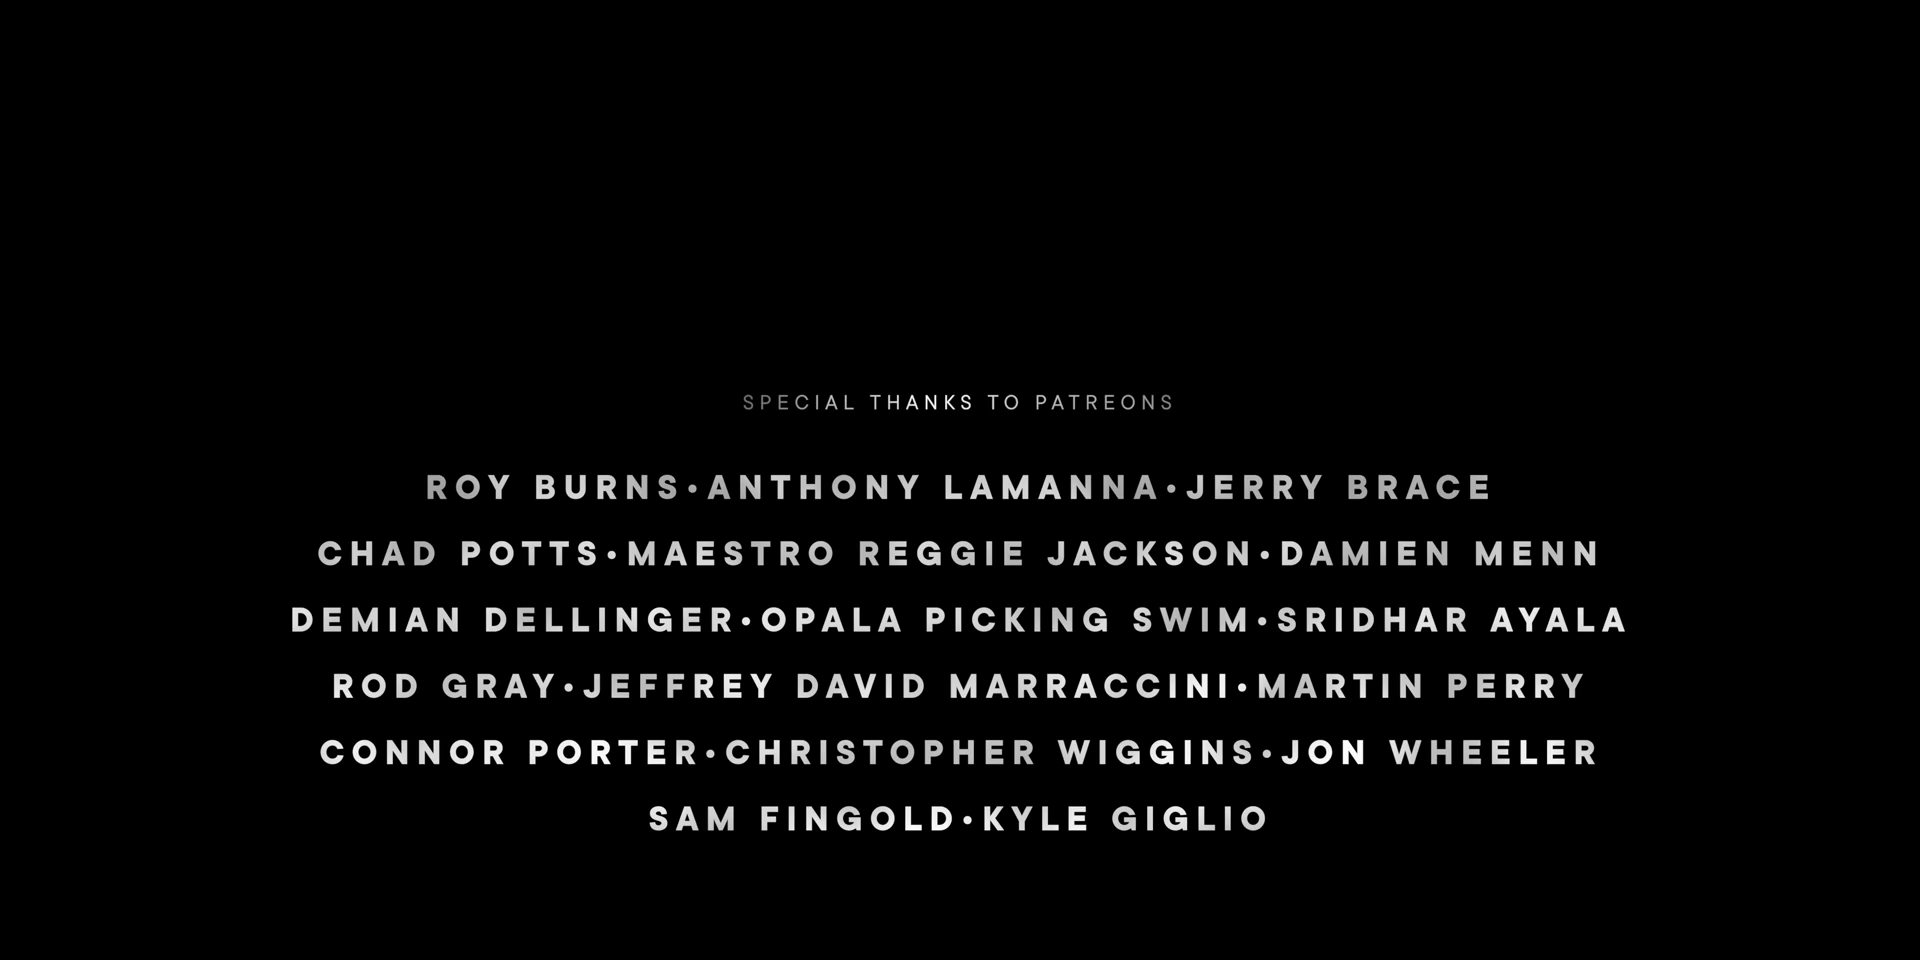 SPECIAL THANKS TO PATREONS
ROY BURNS•ANTHONY LAMANNA•JERRY BRACE
CHAD POTTS•MAESTRO REGGIE JACKSON•DAMIEN MENN
DEMIAN DELLINGER•OPALA PICKING SWIM•SRIDHAR AYALA
ROD GRAY•JEFFREY DAVID MARRACCINI•MARTIN PERRY
CONNOR PORTER•CHRISTOPHER WIGGINS•JON WHEELER
SAM FINGOLD•KYLE GIGLIO